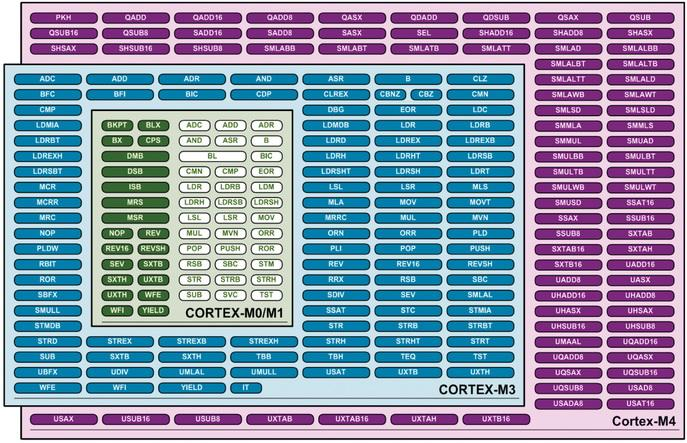 PKH QADD QADD16 QADD8 QASX QDADD QDSUB QSAX QSUB
QSUB16 QSUB8 SADD16 SADD8 SASX SEL SHADD16 SHADD8 SHASX
SHSAX SHSUB16 SHSUB8 SMLABB SMLABT SMLATB SMLATT SMLAD SMLALBB
SMLALBT SMLALTB
ADC ADD ADR AND ASR B CLZ SMLALTT SMLALD
BFC BFI BIC CDP CLREX CBNZ CBZ CMN SMLAWB SMLAWT
CMP DBG EOR LDC SMLSD SMLSLD
LDMIA BKPT BLX ADC ADD ADR LDMDB LDR LDRB SMMLA SMMLS
LDRBT BX CPS AND ASR B LDRD LDREX LDREXB SMMUL SMUAD
LDREXH DMB BL BIC LDRH LDRHT LDRSB SMULBB SMULBT
LDRSBT DSB CMN CMP EOR LDRSHT LDRSH LDRT SMULTB SMULTT
MCR ISB LDR LDRB LDM LSL LSR MLS SMULWB SMULWT
MCRR MRS LDRH LDRSB LDRSH MLA MOV MOVT SMUSD SSAT16
MRC MSR LSL LSR MOV MRRC MUL MVN SSAX SSUB16
NOP NOP REV MUL MVN ORR ORN ORR PLD SSUB8 SXTAB
PLDW REV16 REVSH POP PUSH ROR PLI POP PUSH SXTAB16 SXTAH
RBIT SEV SXTB RSB SBC STM REV REV16 REVSH SXTB16 UADD16
ROR SXTH UXTB STR STRB STRH RRX RSB SBC UADD8 UASX
SBFX UXTH WFE SUB SVC TST SDIV SEV SMLAL UHADD16 UHADD8
SMULL WFI YIELD CORTEX-M0/M1 SSAT STC STMIA UHASX UHSAX
STMDB STR STRB STRBT UHSUB16 UHSUB8
STRD STREX STREXB STREXH STRH STRHT STRT UMAAL UQADD16
SUB SXTB SXTH TBB TBH TEQ TST UQADD8 UQASX
UBFX UDIV UMLAL UMULL USAT UXTB UXTH UQSAX UQSUB16
WFE WFI YIELD IT CORTEX-M3 UQSUB8 USAD8
USADA8 USAT16
USAX USUB16 USUB8 UXTAB UXTAB16 UXTAH UXTB16 Cortex-M4